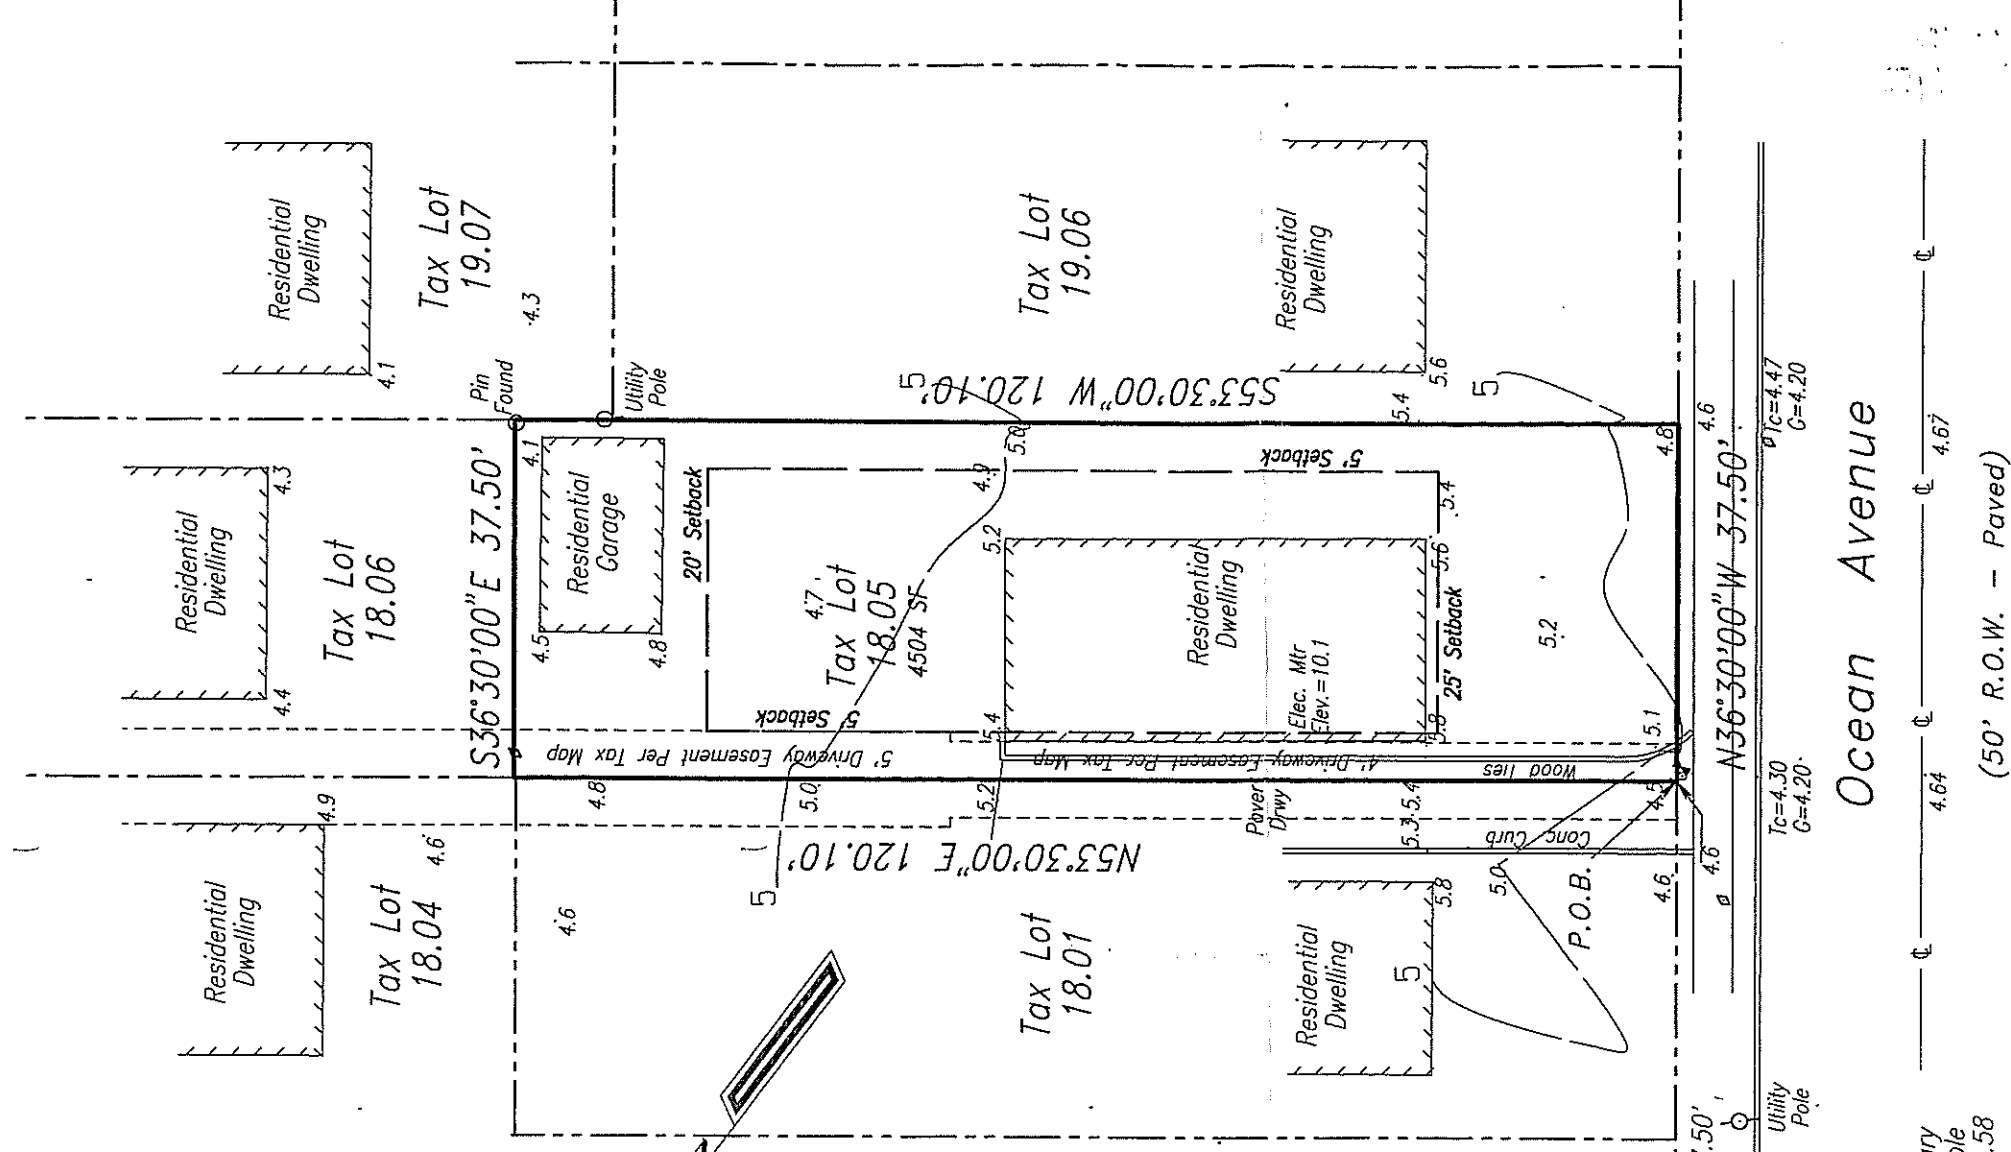 Residential
Dwelling
4.1
Tax Lot
19.07
4.3
Pin
Found
Utility
Pole
Tax Lot
19.06
Residential
Dwelling
5.6
5
5
S53°30'00"W 120.10'
5.4
4.6
Tc=4.47
G=4.20
Residential
Dwelling
4.3
4.4
Tax Lot
18.06
S36°30'00"E 37.50'
4.1
Residential
Garage
4.5
4.8
20' Setback
4.7
Tax Lot
18.05
4504 SF
5' Setback
4.9
5.0
5.2
5.4
Residential
Dwelling
Elec. Mtr
Elev.=10.1
5' Setback
5.4
5.6
25' Setback
5.8
5.2
4.8
5.1
N36°30'00"W 37.50'
5' Driveway Easement Per Tax Map
4' Driveway Easement Per Tax Map
Wood Ties
4.8
5.0
5.2
Paver
Drwy
5.4
5.3
Conc Curb
4.5
4.6
Tc=4.30
G=4.20
N53°30'00"E 120.10'
5
Residential
Dwelling
4.9
4.6
Tax Lot
18.04
4.6
Tax Lot
18.01
Residential
Dwelling
5.8
5
5.0
P.O.B.
4.6
Utility
Pole
7.50'
Ocean Avenue
4.67
4.64
(50' R.O.W. - Paved)